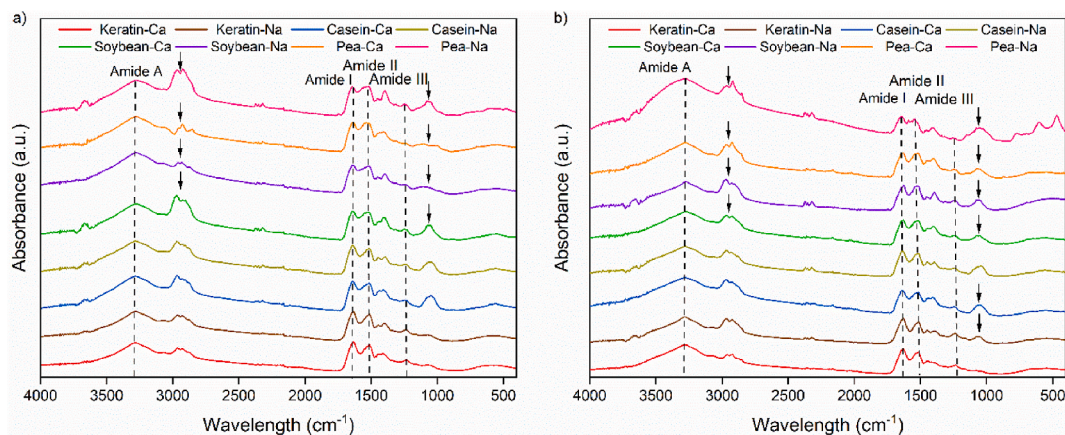 a)
Keratin-Ca Keratin-Na Casein-Ca Casein-Na
Soybean-Ca Soybean-Na Pea-Ca Pea-Na
Amide A
Amide II
Amide I
Amide III
Absorbance (a.u.)
4000 3500 3000 2500 2000 1500 1000 500
Wavelength (cm-1)
b)
Keratin-Ca Keratin-Na Casein-Ca Casein-Na
Soybean-Ca Soybean-Na Pea-Ca Pea-Na
Amide A
Amide II
Amide I
Amide III
Absorbance (a.u.)
4000 3500 3000 2500 2000 1500 1000 500
Wavelength (cm-1)